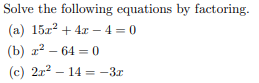 Solve the following equations by factoring.
(a) 15x² + 4x − 4 = 0
(b) x² − 64 = 0
(c) 2x² − 14 = −3x